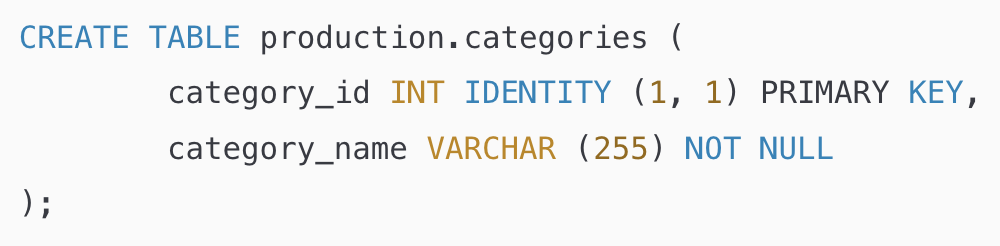 CREATE TABLE production.categories (
category_id INT IDENTITY (1, 1) PRIMARY KEY,
category_name VARCHAR (255) NOT NULL
);